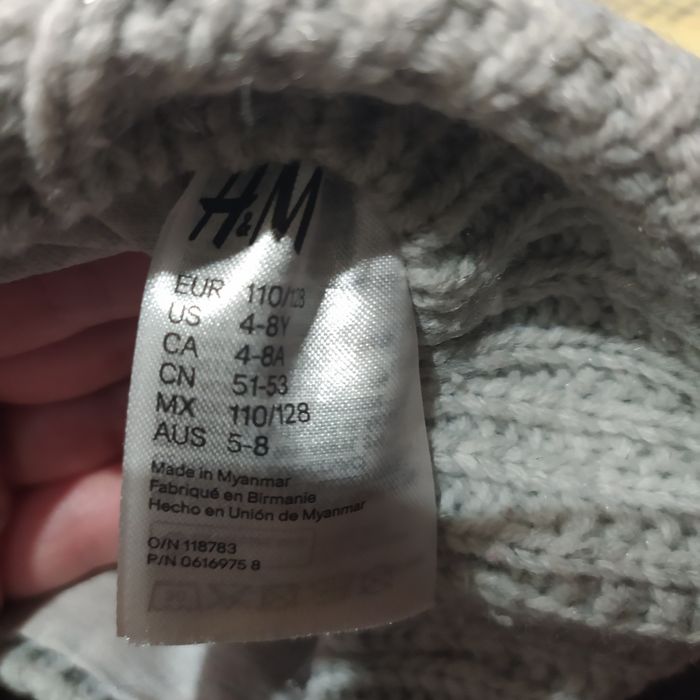 H&M
EUR 110/128
US 4-8Y
CA 4-8A
CN 51-53
MX 110/128
AUS 5-8
Made in Myanmar
Fabriqué en Birmanie
Hecho en Unión de Myanmar
O/N 118783
P/N 0616975 8